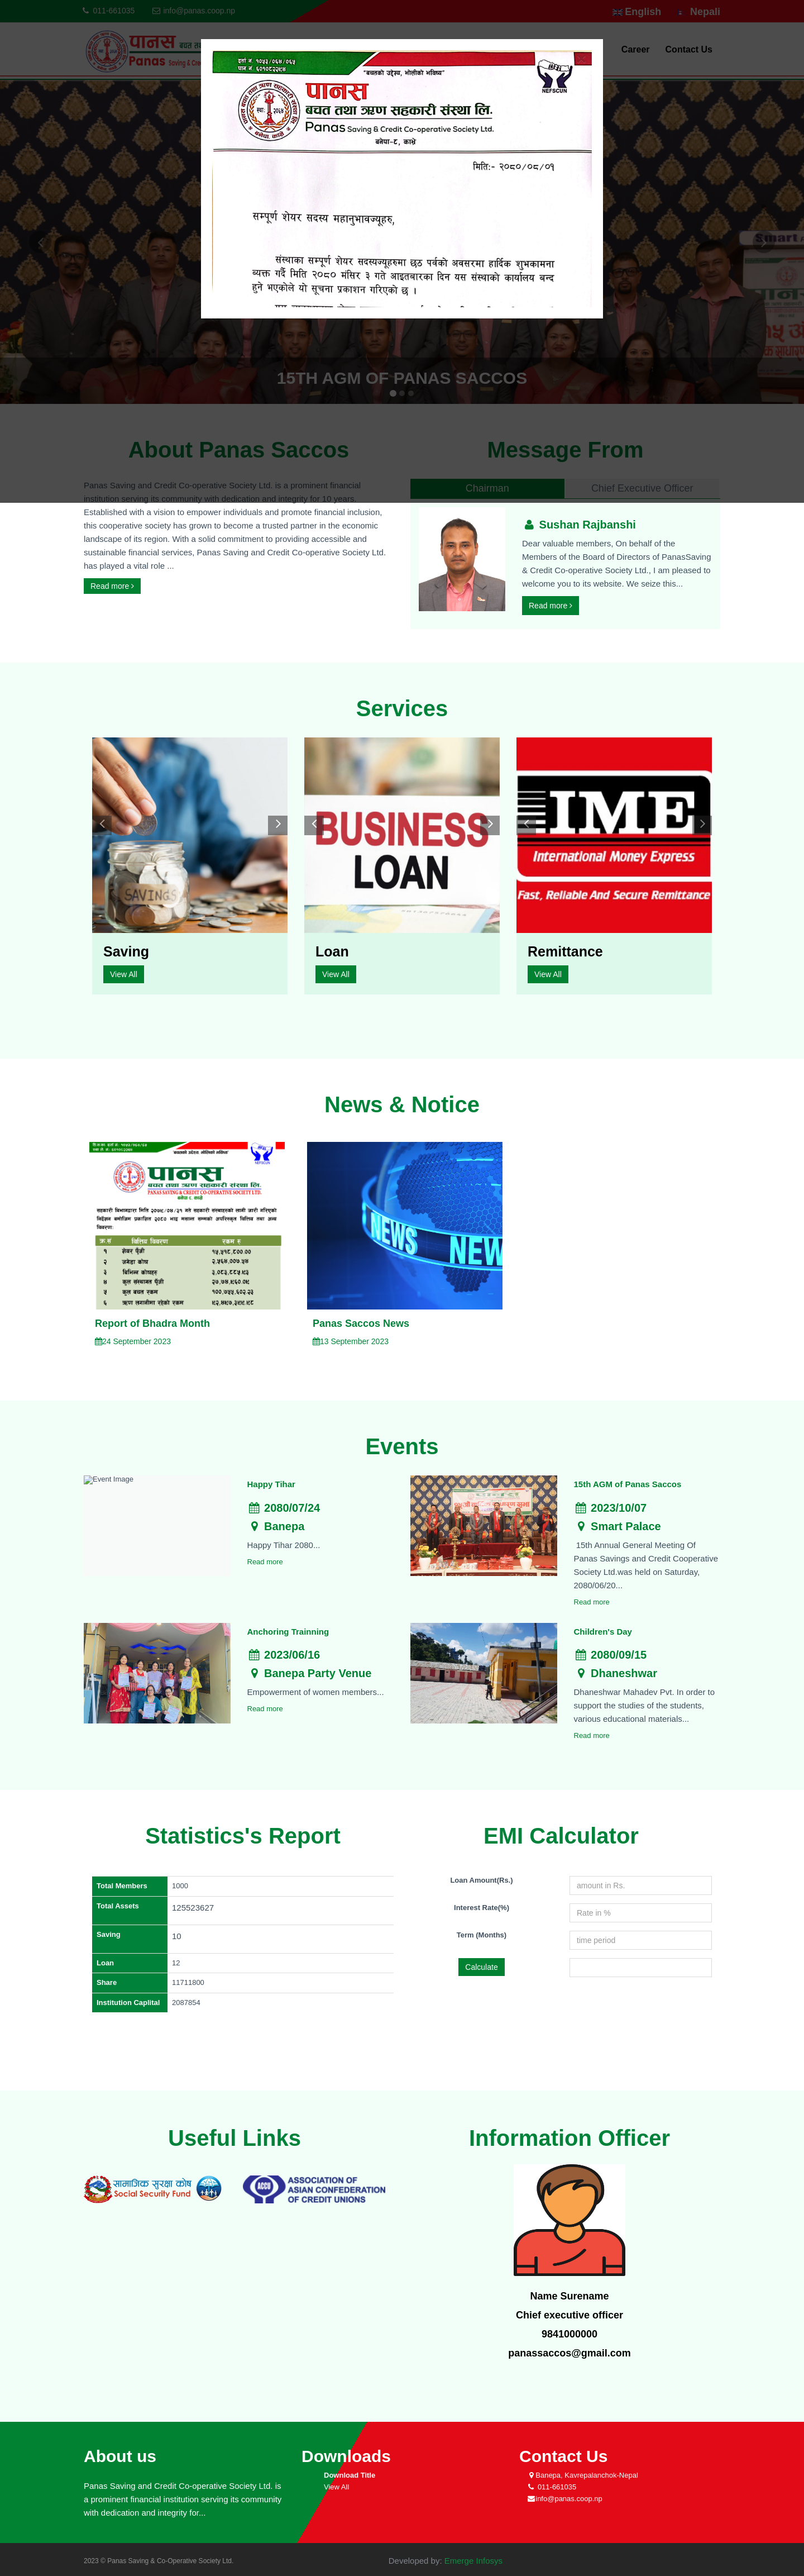 011-661035
info@panas.coop.np
English
Nepali
पानस
Panas
Career
Contact Us
"बचतको उद्देश्य, भोलीको भविष्य"
NEFSCUN
पानस
बचत तथा ऋण सहकारी संस्था लि.
Panas Saving & Credit Co-operative Society Ltd.
बनेपा-८, काभ्रे
मिति:- २०८०/०८/०१
सम्पूर्ण शेयर सदस्य महानुभावज्यूहरु,
संस्थाका सम्पूर्ण शेयर सदस्यज्यूहरुमा छठ पर्वको अवसरमा हार्दिक शुभकामना
व्यक्त गर्दै मिति २०८० मंसिर ३ गते आइतबारका दिन यस संस्थाको कार्यालय बन्द
हुने भएकोले यो सूचना प्रकाशन गरिएको छ ।
15TH AGM OF PANAS SACCOS
About Panas Saccos
Panas Saving and Credit Co-operative Society Ltd. is a prominent financial
institution serving its community with dedication and integrity for 10 years.
Established with a vision to empower individuals and promote financial inclusion,
this cooperative society has grown to become a trusted partner in the economic
landscape of its region. With a solid commitment to providing accessible and
sustainable financial services, Panas Saving and Credit Co-operative Society Ltd.
has played a vital role ...
Read more
Message From
Chairman
Chief Executive Officer
Sushan Rajbanshi
Dear valuable members, On behalf of the
Members of the Board of Directors of PanasSaving
& Credit Co-operative Society Ltd., I am pleased to
welcome you to its website. We seize this...
Read more
Services
SAVINGS
BUSINESS
LOAN
IME
International Money Express
Fast, Reliable And Secure Remittance
Saving
View All
Loan
View All
Remittance
View All
News & Notice
पानस
बचत तथा ऋण सहकारी संस्था लि.
PANAS SAVING & CREDIT CO-OPERATIVE SOCIETY LTD.
NEWS
NEW
Report of Bhadra Month
24 September 2023
Panas Saccos News
13 September 2023
Events
Event Image
Happy Tihar
2080/07/24
Banepa
Happy Tihar 2080...
Read more
15th AGM of Panas Saccos
2023/10/07
Smart Palace
15th Annual General Meeting Of
Panas Savings and Credit Cooperative
Society Ltd.was held on Saturday,
2080/06/20...
Read more
Anchoring Trainning
2023/06/16
Banepa Party Venue
Empowerment of women members...
Read more
Children's Day
2080/09/15
Dhaneshwar
Dhaneshwar Mahadev Pvt. In order to
support the studies of the students,
various educational materials...
Read more
Statistics's Report
Total Members 1000
Total Assets 125523627
Saving 10
Loan 12
Share 11711800
Institution Caplital 2087854
EMI Calculator
Loan Amount(Rs.) amount in Rs.
Interest Rate(%) Rate in %
Term (Months) time period
Calculate
Useful Links
सामाजिक सुरक्षा कोष
Social Security Fund
ACCU
ASSOCIATION OF
ASIAN CONFEDERATION
OF CREDIT UNIONS
Information Officer
Name Surename
Chief executive officer
9841000000
panassaccos@gmail.com
About us
Panas Saving and Credit Co-operative Society Ltd. is
a prominent financial institution serving its community
with dedication and integrity for...
Downloads
Download Title
View All
Contact Us
Banepa, Kavrepalanchok-Nepal
011-661035
info@panas.coop.np
2023 © Panas Saving & Co-Operative Society Ltd.
Developed by: Emerge Infosys